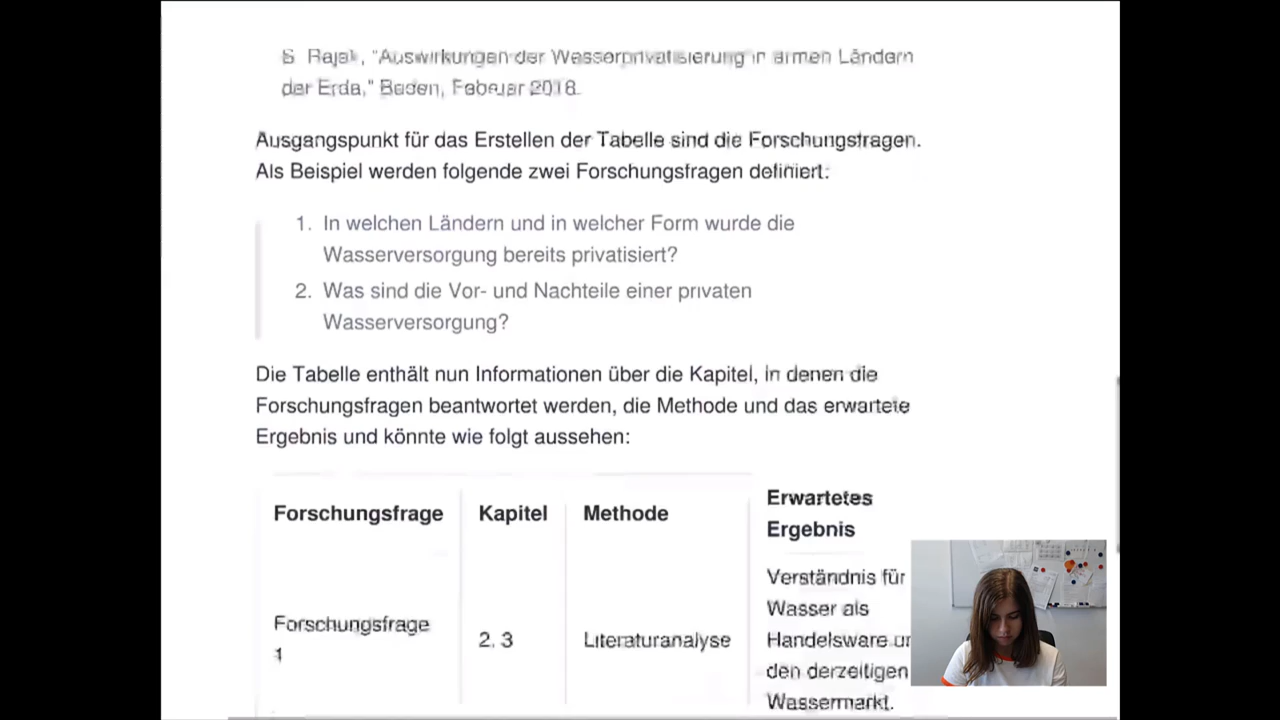 S. Rajak, "Auswirkungen der Wasserprivatisierung in armen Ländern
der Erde," Baden, Februar 2018.
Ausgangspunkt für das Erstellen der Tabelle sind die Forschungsfragen.
Als Beispiel werden folgende zwei Forschungsfragen definiert:
1. In welchen Ländern und in welcher Form wurde die
Wasserversorgung bereits privatisiert?
2. Was sind die Vor- und Nachteile einer privaten
Wasserversorgung?
Die Tabelle enthält nun Informationen über die Kapitel, in denen die
Forschungsfragen beantwortet werden, die Methode und das erwartete
Ergebnis und könnte wie folgt aussehen:
Forschungsfrage Kapitel Methode Erwartetes
Ergebnis
Forschungsfrage
1
2, 3
Literaturanalyse
Verständnis für
Wasser als
Handelsware
den derzeitigen
Wassermarkt.